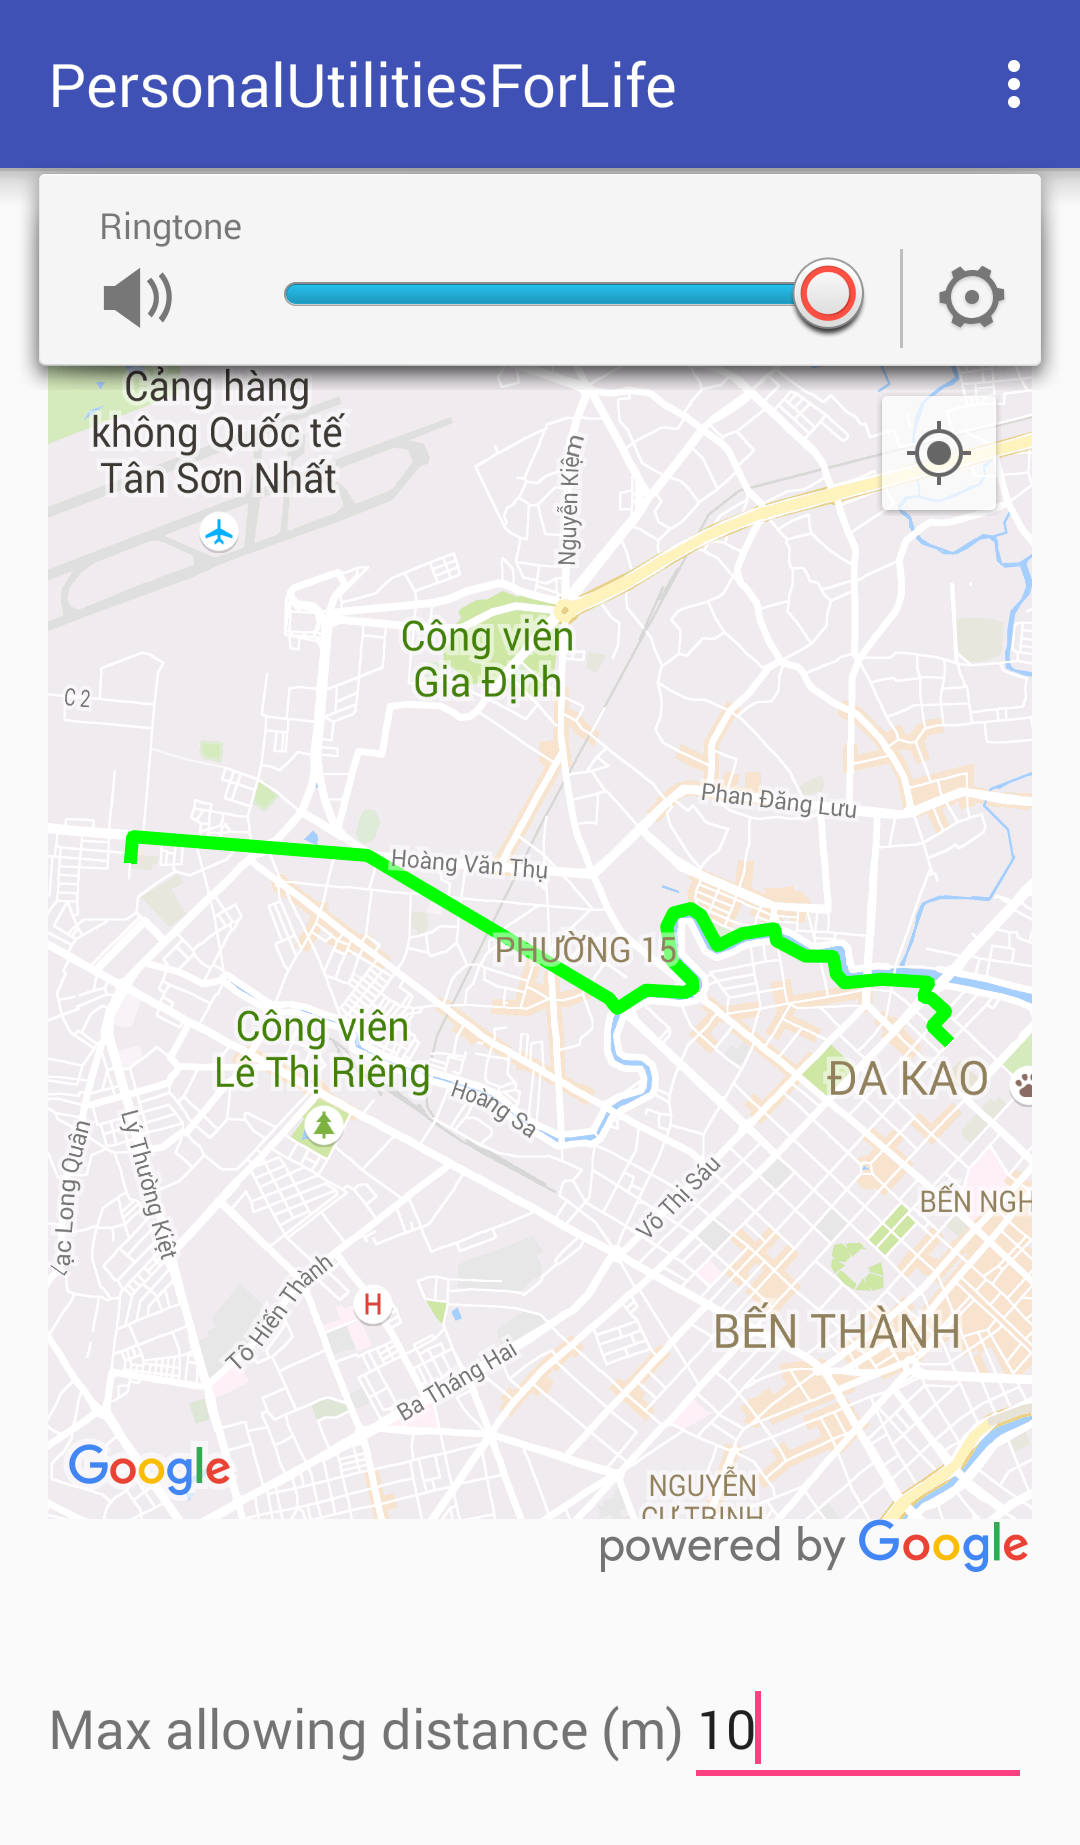 PersonalUtilitiesForLife
Ringtone
Cảng hàng
không Quốc tế
Tân Sơn Nhất
Nguyễn Kiệm
Công viên
Gia Định
C 2
Phan Đăng Lưu
Hoàng Văn Thụ
PHƯỜNG 15
Công viên
Lê Thị Riêng
Hoàng Sa
ĐA KAO
Lạc Long Quân
Lý Thường Kiệt
Võ Thị Sáu
BẾN NGH
Tô Hiến Thành
H
BẾN THÀNH
Ba Tháng Hai
Google
NGUYỄN
CƯ TRINH
powered by Google
Max allowing distance (m) 10